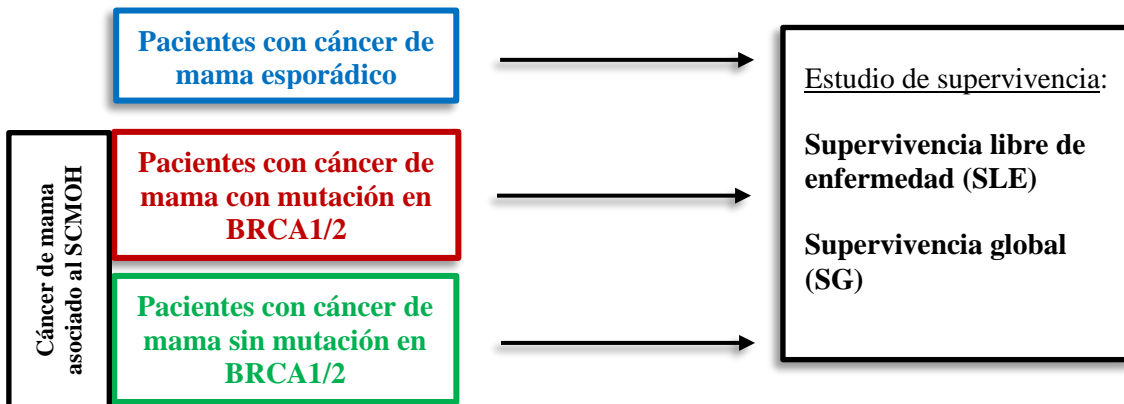 Pacientes con cáncer de
mama esporádico
Cáncer de mama
asociado al SCMOH
Pacientes con cáncer de
mama con mutación en
BRCA1/2
Pacientes con cáncer de
mama sin mutación en
BRCA1/2
Estudio de supervivencia:
Supervivencia libre de
enfermedad (SLE)
Supervivencia global
(SG)